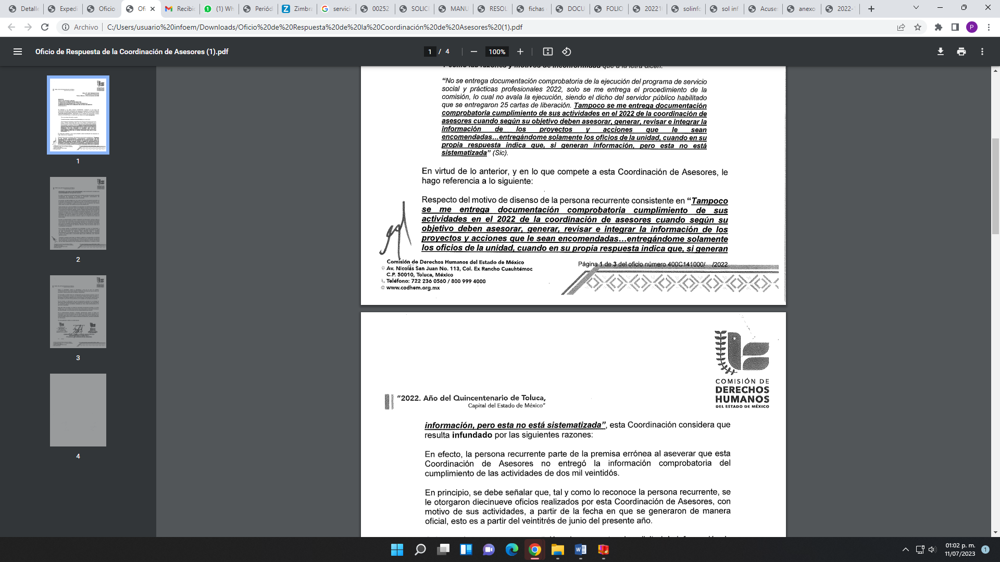 Detalle
Expedi
Oficio
Ofi
Recibid
(1) Wh
Periód
Zimbra
servici
00252
SOLICI
MANU
RESOL
fichas
DOCU
FOLIO
20221
solinfo
sol inf
Acuse
anexo
2022-
Archivo
C:/Users/usuario%20infoem/Downloads/Oficio%20de%20Respuesta%20de%20la%20Coordinación%20de%20Asesores%20(1).pdf
P
Oficio de Respuesta de la Coordinación de Asesores (1).pdf
1 / 4
100%
1
2
3
4
“No se entrega documentación comprobatoria de la ejecución del programa de servicio
social y prácticas profesionales 2022, solo se me entrega el procedimiento de la
comisión, lo cual no avala la ejecución, siendo el dicho del servidor público habilitado
que se entregaron 25 cartas de liberación. Tampoco se me entrega documentación
comprobatoria cumplimiento de sus actividades en el 2022 de la coordinación de
asesores cuando según su objetivo deben asesorar, generar, revisar e integrar la
información de los proyectos y acciones que le sean
encomendadas…entregándome solamente los oficios de la unidad, cuando en su
propia respuesta indica que, si generan información, pero esta no está
sistematizada” (Sic).
En virtud de lo anterior, y en lo que compete a esta Coordinación de Asesores, le
hago referencia a lo siguiente:
Respecto del motivo de disenso de la persona recurrente consistente en “Tampoco
se me entrega documentación comprobatoria cumplimiento de sus
actividades en el 2022 de la coordinación de asesores cuando según su
objetivo deben asesorar, generar, revisar e integrar la información de los
proyectos y acciones que le sean encomendadas…entregándome solamente
los oficios de la unidad, cuando en su propia respuesta indica que, si generan
Comisión de Derechos Humanos del Estado de México
Av. Nicolás San Juan No. 113, Col. Ex Rancho Cuauhtémoc
C.P. 50010, Toluca, México
Teléfono: 722 236 0560 / 800 999 4000
www.codhem.org.mx
Página 1 de 3 del oficio número 400C141000/ /2022
COMISIÓN DE
DERECHOS
HUMANOS
DEL ESTADO DE MÉXICO
“2022. Año del Quincentenario de Toluca,
Capital del Estado de México”
información, pero esta no está sistematizada”, esta Coordinación considera que
resulta infundado por las siguientes razones:
En efecto, la persona recurrente parte de la premisa errónea al aseverar que esta
Coordinación de Asesores no entregó la información comprobatoria del
cumplimiento de las actividades de dos mil veintidós.
En principio, se debe señalar que, tal y como lo reconoce la persona recurrente, se
le otorgaron diecinueve oficios realizados por esta Coordinación de Asesores, con
motivo de sus actividades, a partir de la fecha en que se generaron de manera
oficial, esto es a partir del veintitrés de junio del presente año.
01:02 p. m.
11/07/2023
1